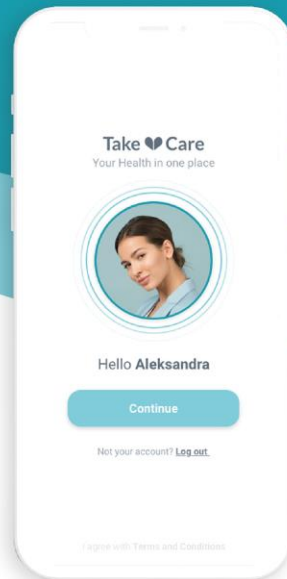 Take Care
Your Health in one place
Hello Aleksandra
Continue
Not your account? Log out
I agree with Terms and Conditions